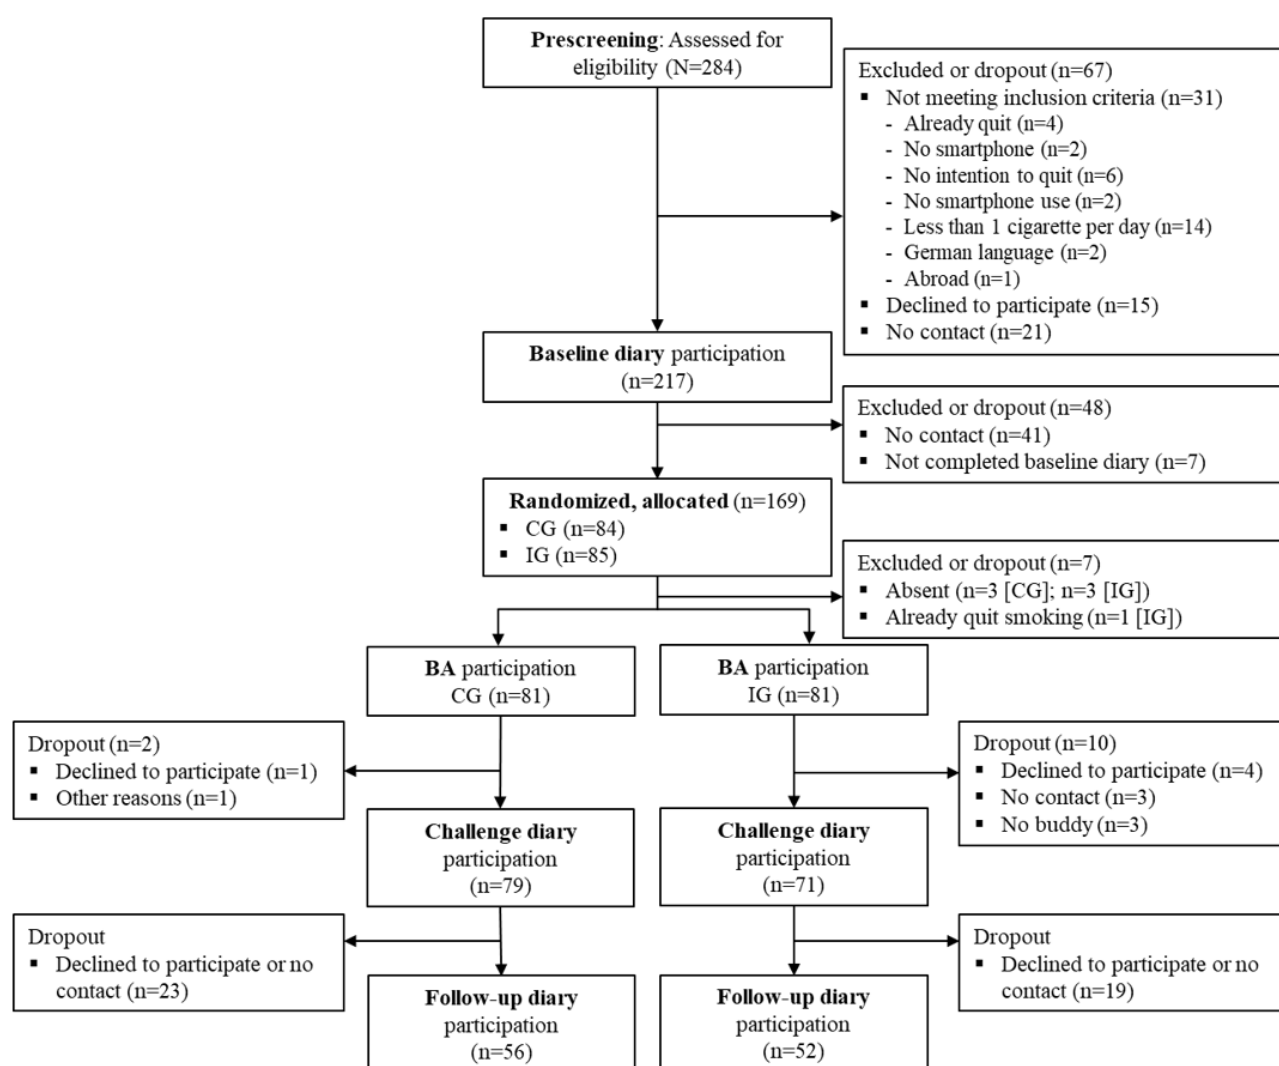 Prescreening: Assessed for
eligibility (N=284)
Excluded or dropout (n=67)
▪ Not meeting inclusion criteria (n=31)
- Already quit (n=4)
- No smartphone (n=2)
- No intention to quit (n=6)
- No smartphone use (n=2)
- Less than 1 cigarette per day (n=14)
- German language (n=2)
- Abroad (n=1)
▪ Declined to participate (n=15)
▪ No contact (n=21)
Baseline diary participation
(n=217)
Excluded or dropout (n=48)
▪ No contact (n=41)
▪ Not completed baseline diary (n=7)
Randomized, allocated (n=169)
▪ CG (n=84)
▪ IG (n=85)
Excluded or dropout (n=7)
▪ Absent (n=3 [CG]; n=3 [IG])
▪ Already quit smoking (n=1 [IG])
BA participation
CG (n=81)
BA participation
IG (n=81)
Dropout (n=2)
▪ Declined to participate (n=1)
▪ Other reasons (n=1)
Dropout (n=10)
▪ Declined to participate (n=4)
▪ No contact (n=3)
▪ No buddy (n=3)
Challenge diary
participation
(n=79)
Challenge diary
participation
(n=71)
Dropout
▪ Declined to participate or no
contact (n=23)
Dropout
▪ Declined to participate or no
contact (n=19)
Follow-up diary
participation
(n=56)
Follow-up diary
participation
(n=52)